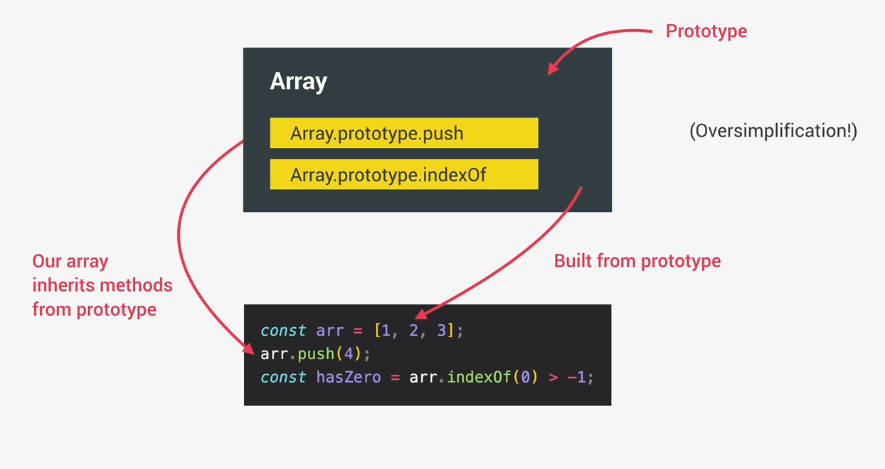 Prototype
Array
Array.prototype.push
(Oversimplification!)
Array.prototype.indexOf
Our array
inherits methods
from prototype
Built from prototype
const arr = [1, 2, 3];
arr.push(4);
const hasZero = arr.indexOf(0) > -1;